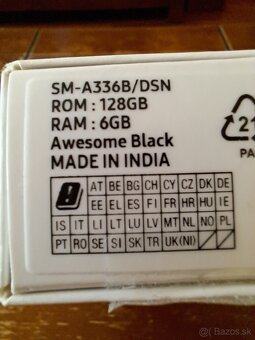 SM-A336B/DSN
ROM : 128GB
RAM : 6GB
Awesome Black
MADE IN INDIA
21
PA
AT BE BG CH CY CZ DK DE
EE EL ES FI FR HR HU IE
IS IT LI LT LU LV MT NL NO PL
PT RO SE SI SK TR UK(NI)
bazos.sk